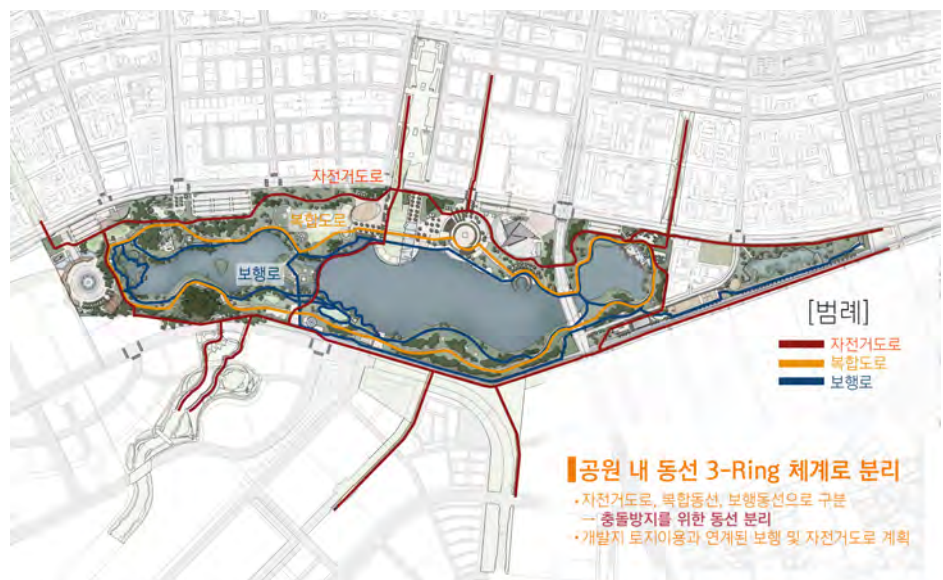 자전거도로
복합도로
보행로
[범례]
자전거도로
복합도로
보행로
공원 내 동선 3-Ring 체계로 분리
•자전거도로, 복합동선, 보행동선으로 구분
→ 충돌방지를 위한 동선 분리
•개발지 토지이용과 연계된 보행 및 자전거도로 계획